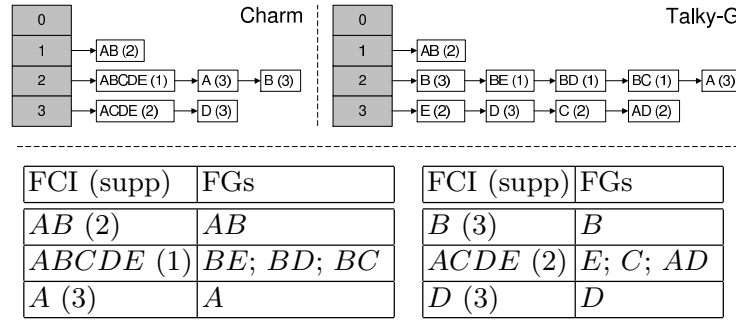 Charm
0
1 AB (2)
2 ABCDE (1) A (3) B (3)
3 ACDE (2) D (3)
Talky-G
0
1 AB (2)
2 B (3) BE (1) BD (1) BC (1) A (3)
3 E (2) D (3) C (2) AD (2)
FCI (supp) FGs
AB (2) AB
ABCDE (1) BE; BD; BC
A (3) A
FCI (supp) FGs
B (3) B
ACDE (2) E; C; AD
D (3) D